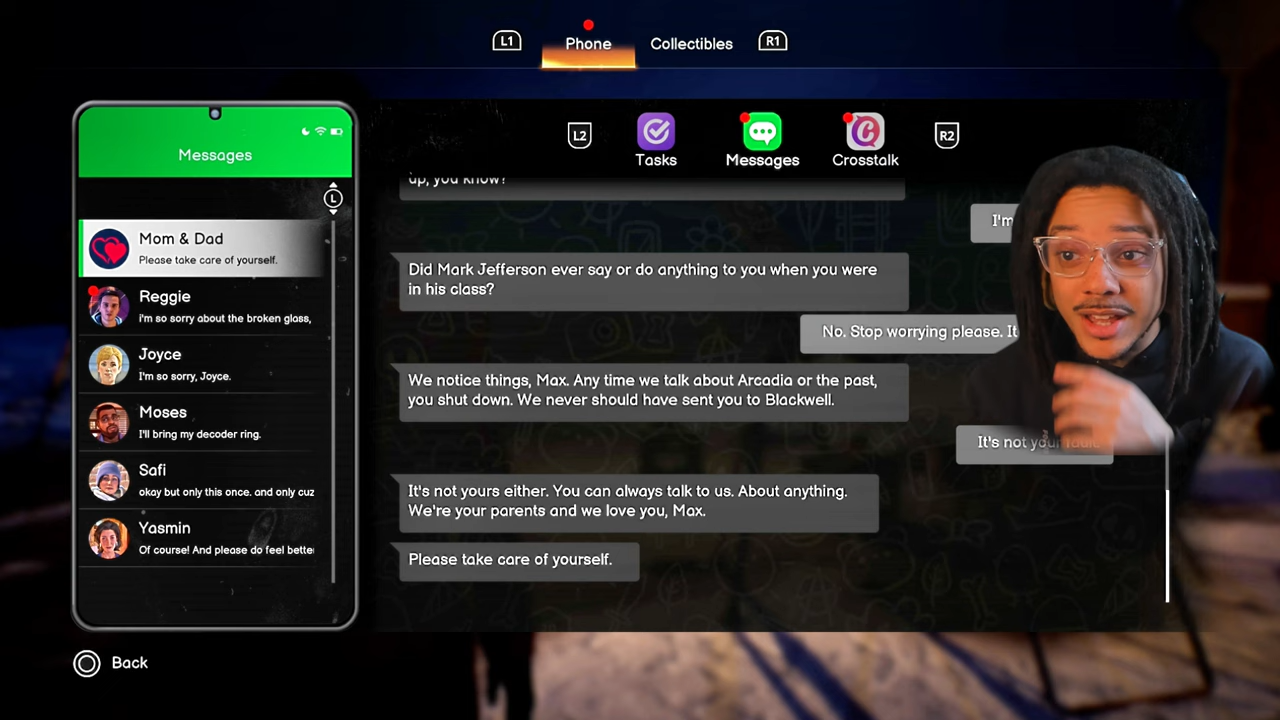 L1
Phone
Collectibles
R1
Messages
L
Mom & Dad
Please take care of yourself.
Reggie
i'm so sorry about the broken glass,
Joyce
I'm so sorry, Joyce.
Moses
I'll bring my decoder ring.
Safi
okay but only this once. and only cuz
Yasmin
Of course! And please do feel better
L2
Tasks
Messages
Crosstalk
R2
up, you know?
I'm
Did Mark Jefferson ever say or do anything to you when you were
in his class?
No. Stop worrying please. It
We notice things, Max. Any time we talk about Arcadia or the past,
you shut down. We never should have sent you to Blackwell.
It's not your fault.
It's not yours either. You can always talk to us. About anything.
We're your parents and we love you, Max.
Please take care of yourself.
Back